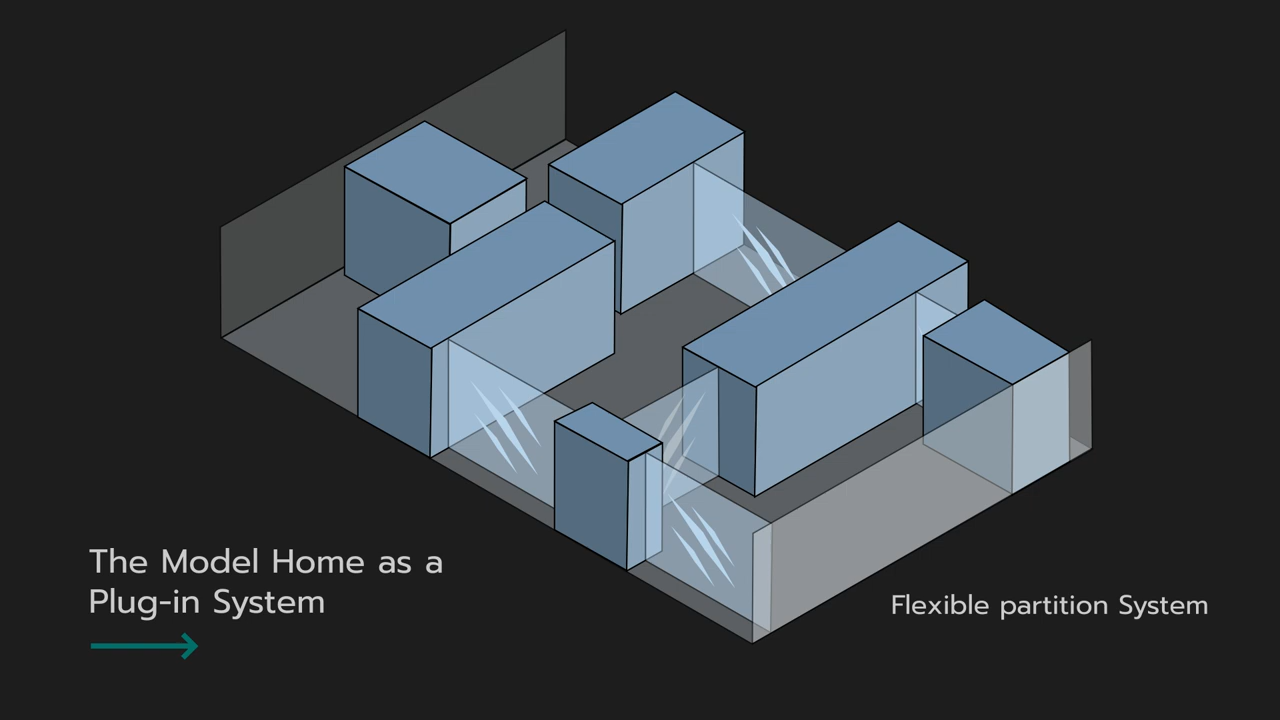 The Model Home as a
Plug-in System
Flexible partition System